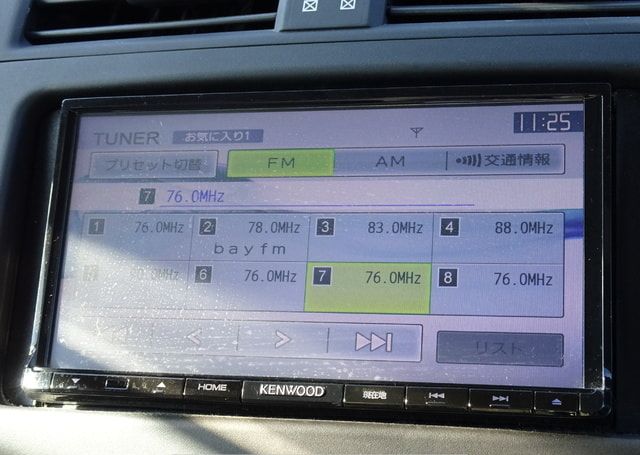 11:25
TUNER お気に入り1
プリセット切替 FM AM 交通情報
7 76.0MHz
1 76.0MHz 2 78.0MHz 3 83.0MHz 4 88.0MHz
bayfm
6 76.0MHz 7 76.0MHz 8 76.0MHz
リスト
HOME KENWOOD 現在地